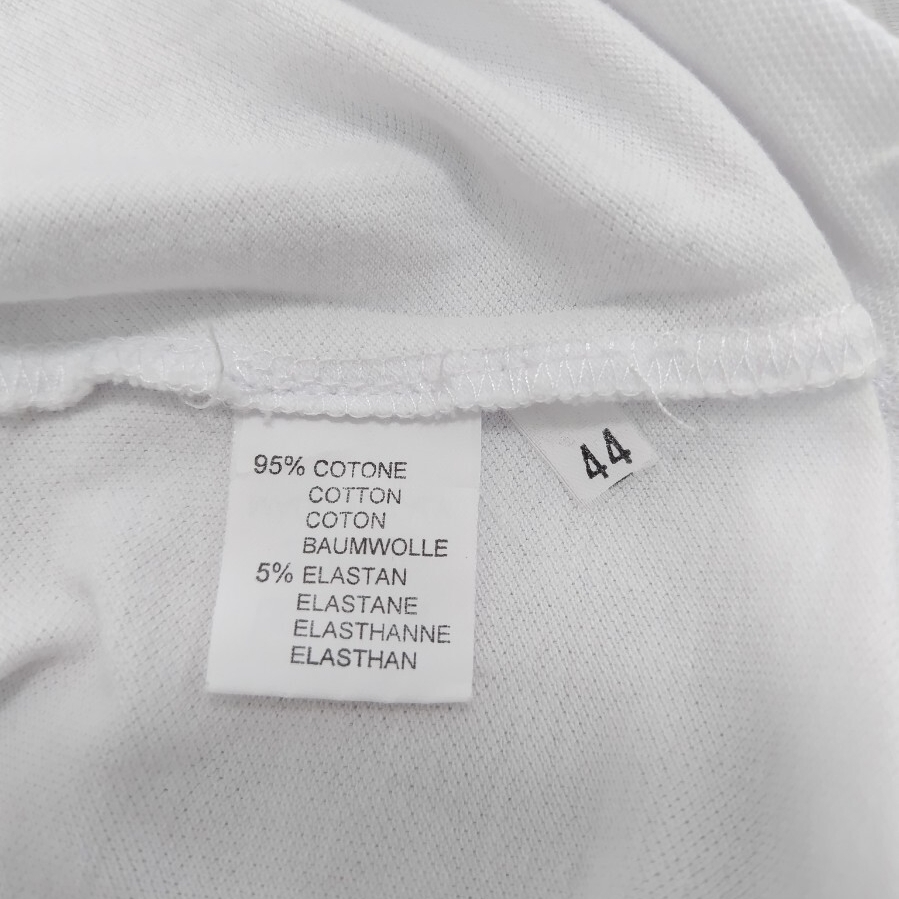 95% COTONE
COTTON
COTON
BAUMWOLLE
5% ELASTAN
ELASTANE
ELASTHANNE
ELASTHAN
44